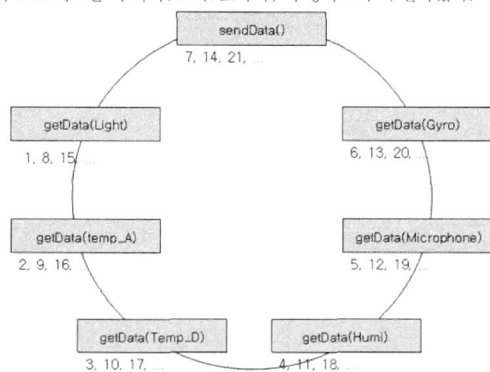 sendData()
7, 14, 21, ...
getData(Light)
1, 8, 15, ...
getData(Gyro)
6, 13, 20, ...
getData(temp_A)
2, 9, 16,
getData(Microphone)
5, 12, 19, ...
getData(Temp_D)
3, 10, 17, ...
getData(Humi)
4, 11, 18, ...